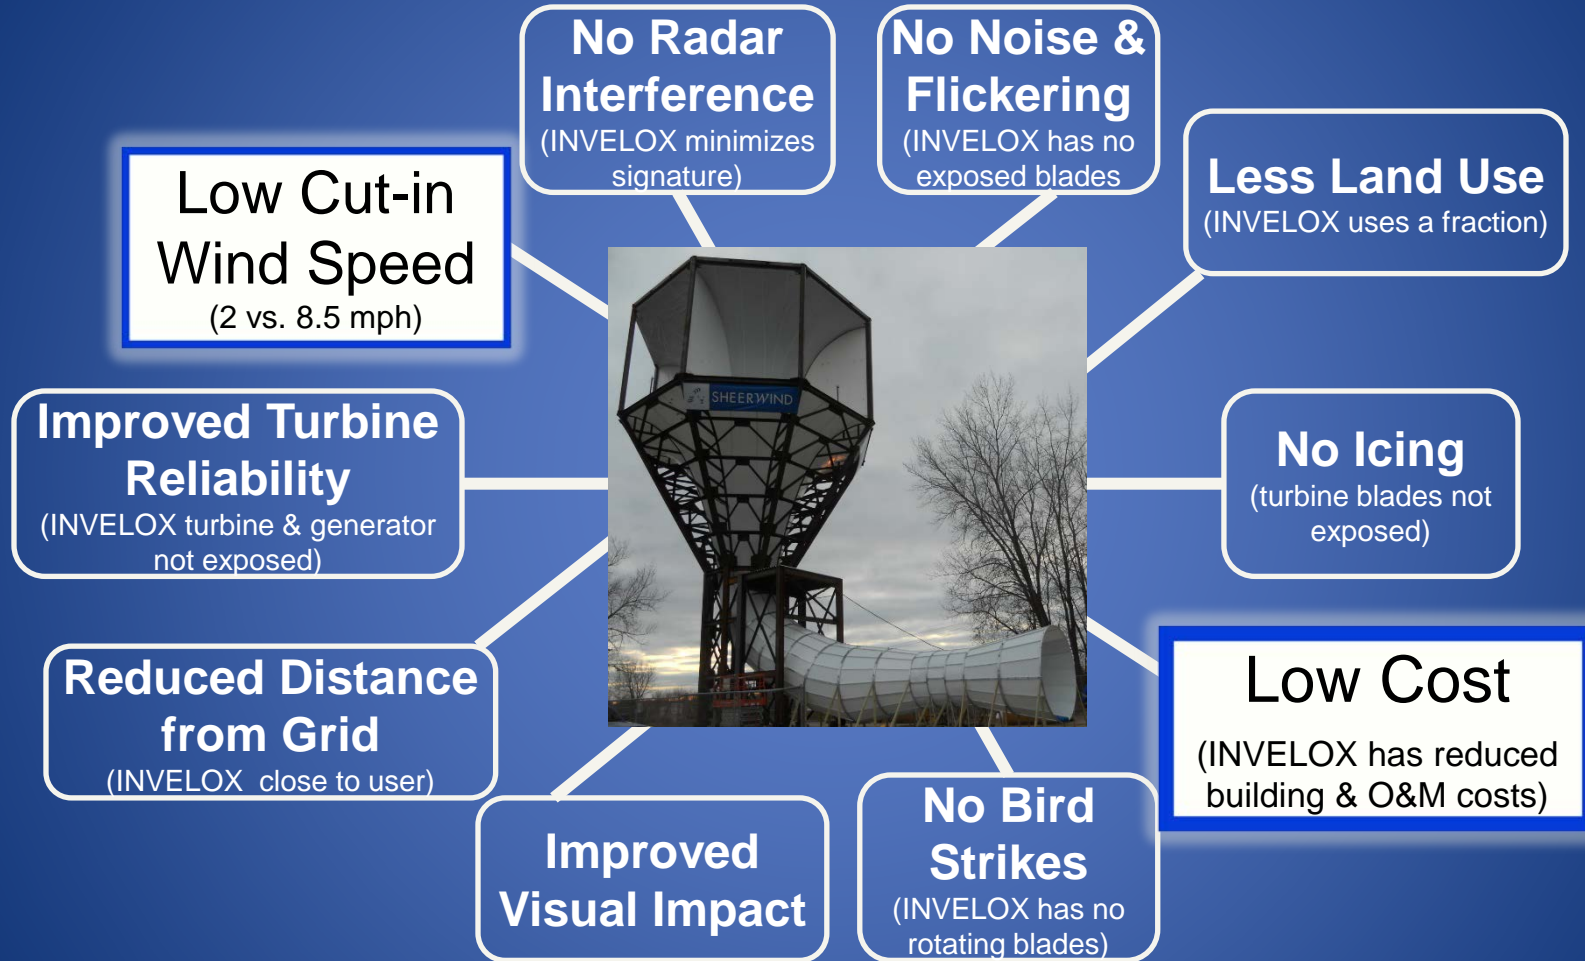 No Radar
Interference
(INVELOX minimizes
signature)
No Noise &
Flickering
(INVELOX has no
exposed blades
Less Land Use
(INVELOX uses a fraction)
Low Cut-in
Wind Speed
(2 vs. 8.5 mph)
SHEERWIND
Improved Turbine
Reliability
(INVELOX turbine & generator
not exposed)
No Icing
(turbine blades not
exposed)
Reduced Distance
from Grid
(INVELOX close to user)
Low Cost
(INVELOX has reduced
building & O&M costs)
Improved
Visual Impact
No Bird
Strikes
(INVELOX has no
rotating blades)